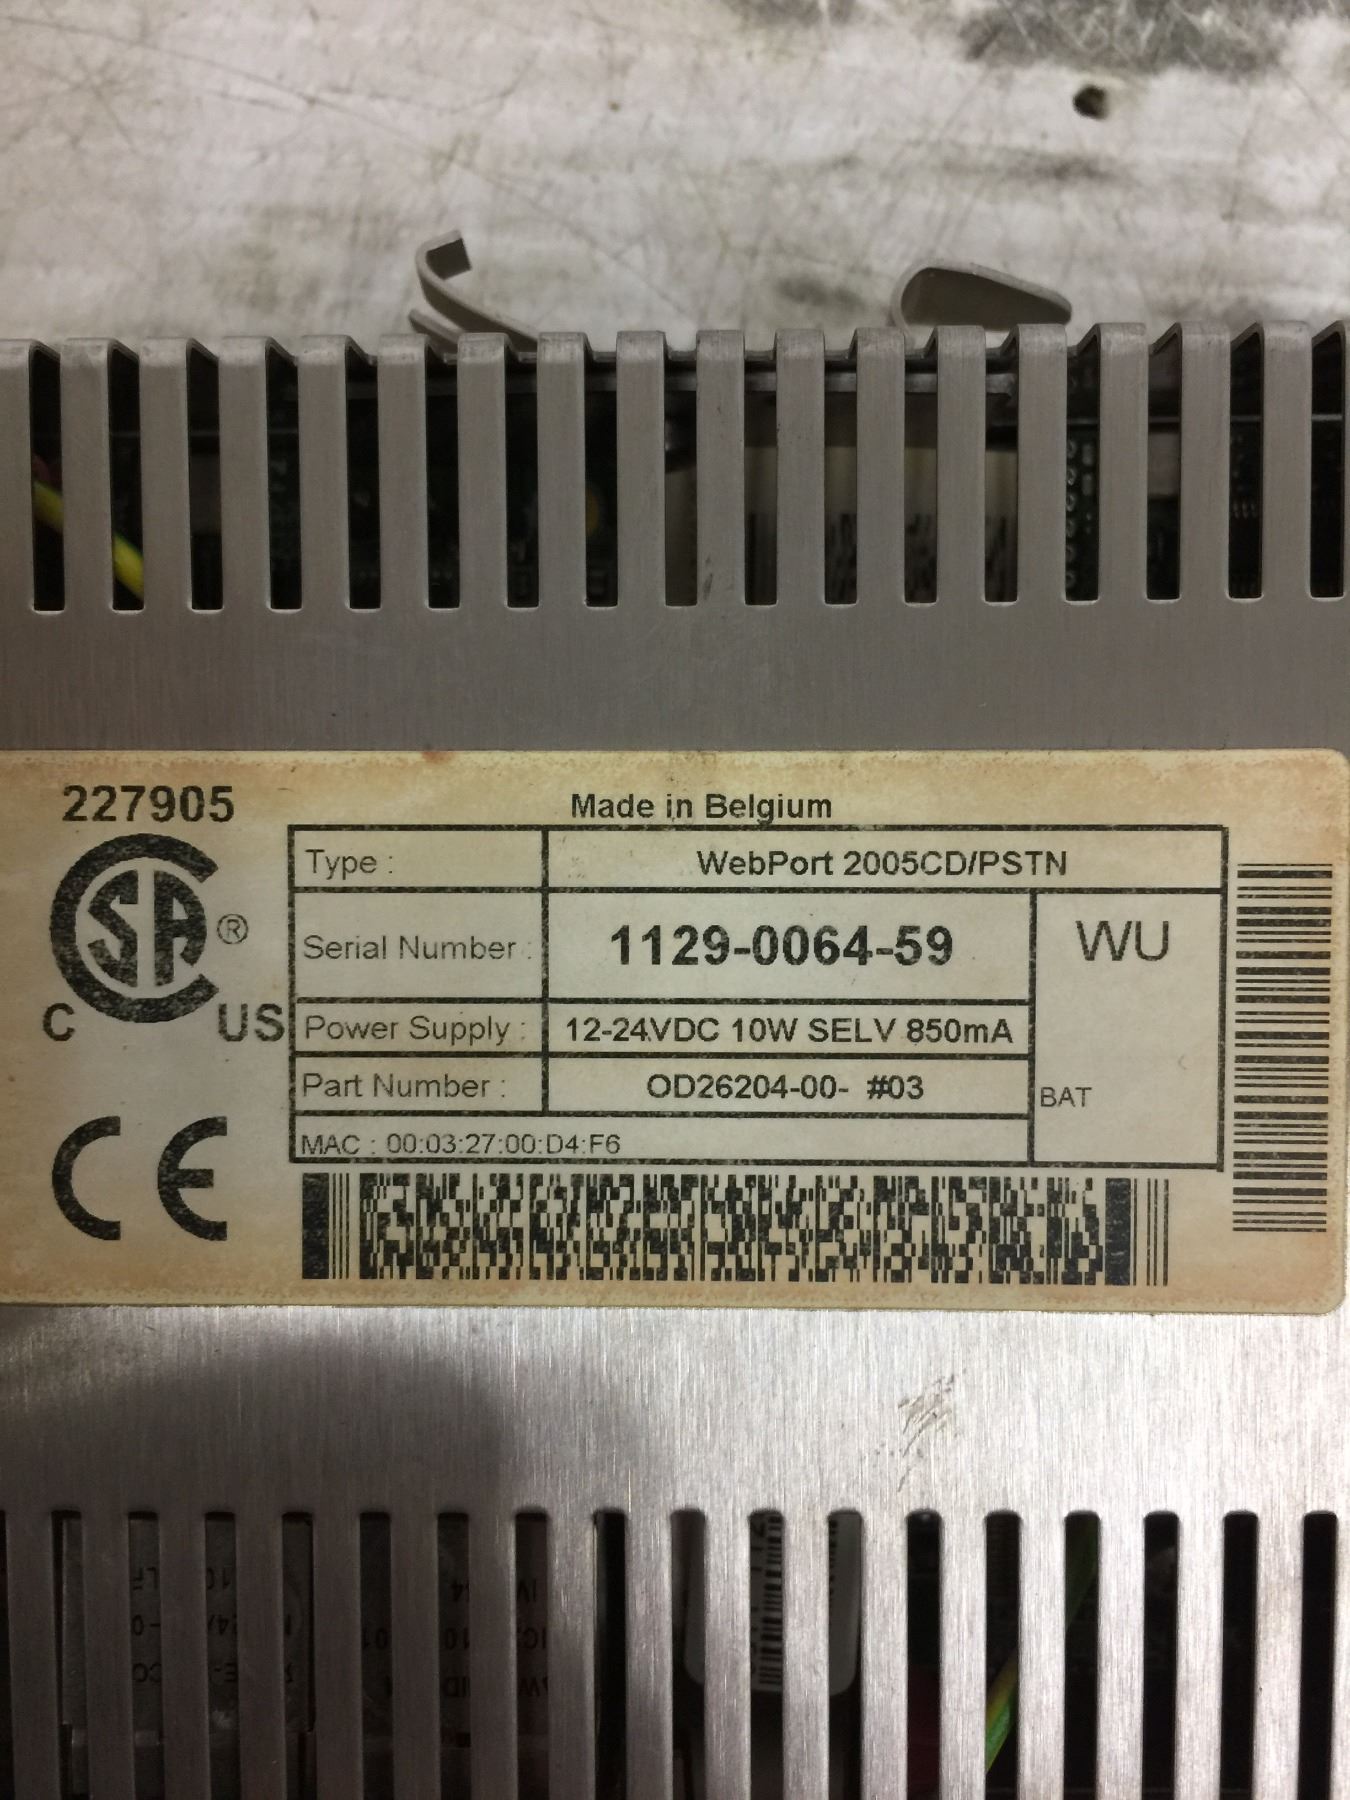 227905
Made in Belgium
Type : WebPort 2005CD/PSTN
SA ®
C US
Serial Number : 1129-0064-59
WU
Power Supply : 12-24VDC 10W SELV 850mA
Part Number : OD26204-00- #03
BAT
MAC : 00:03:27:00:D4:F6
CE